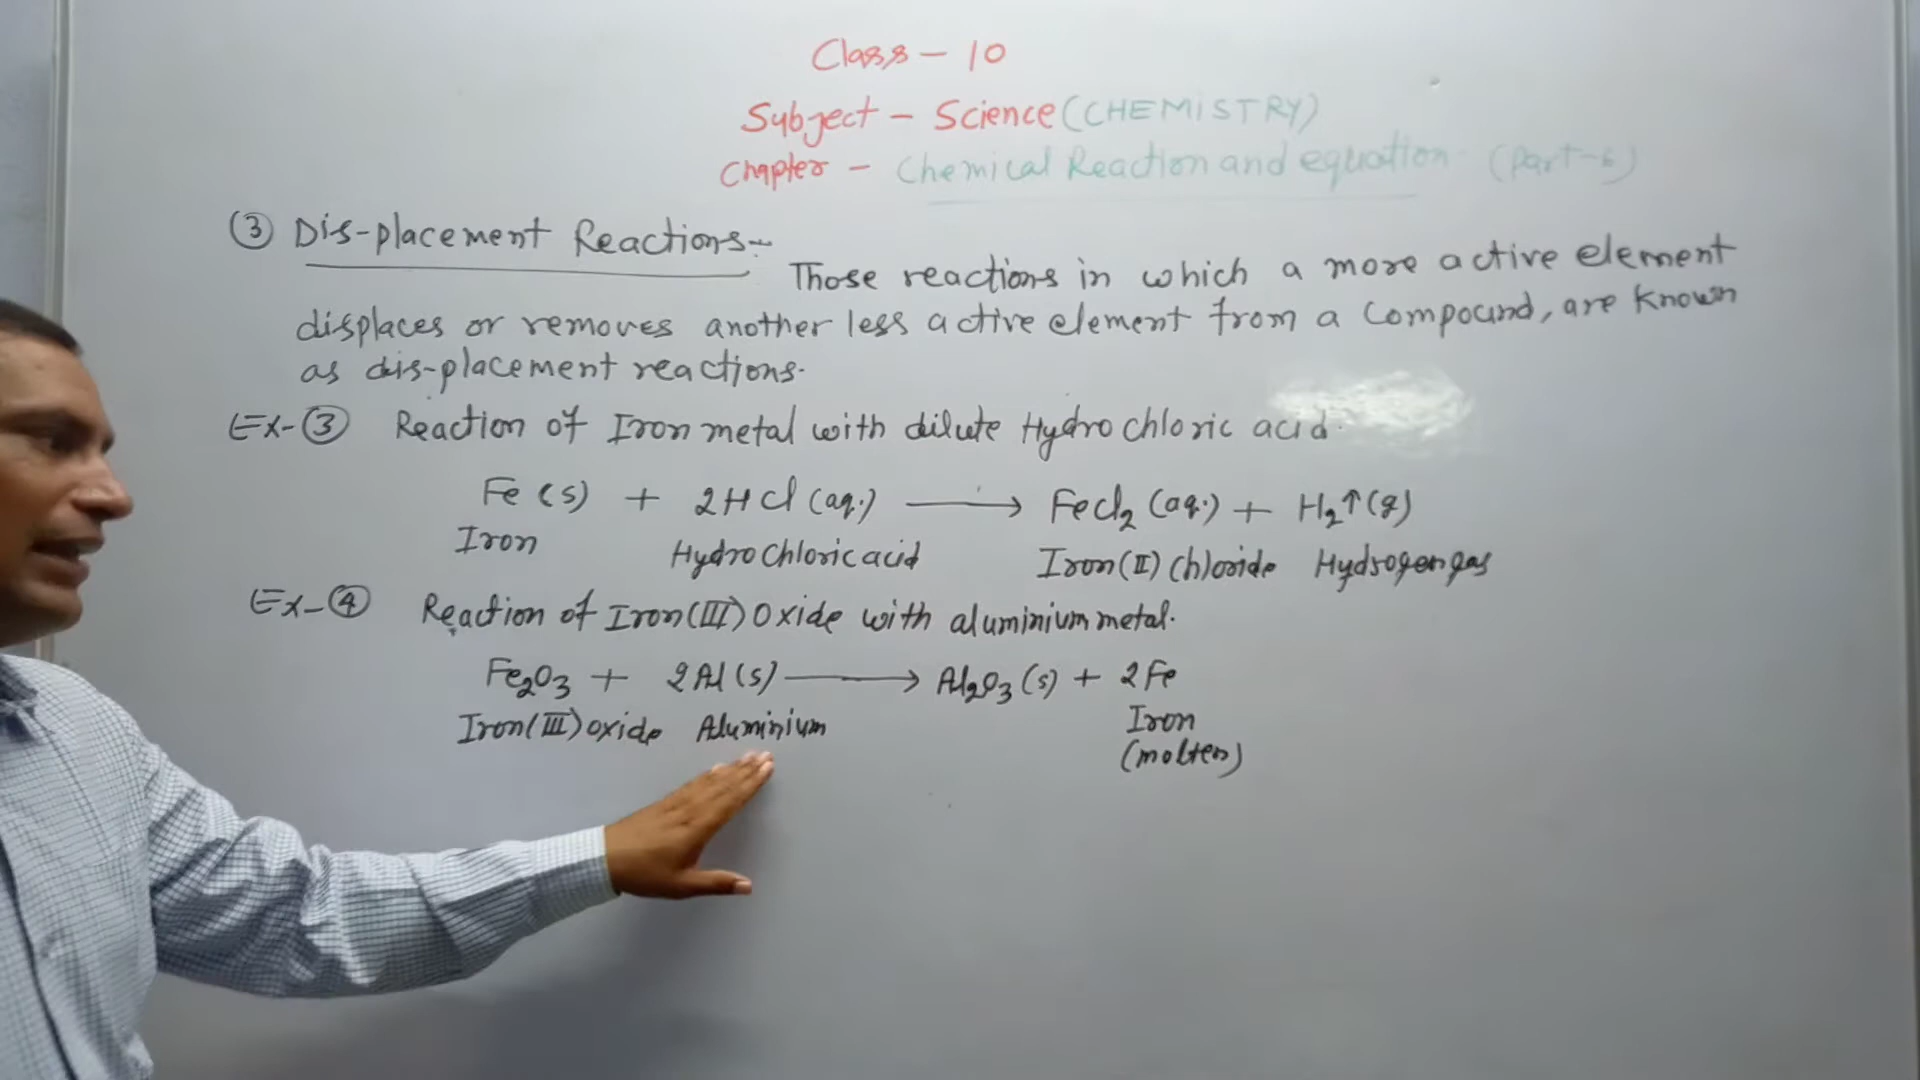 Class - 10
Subject - Science (CHEMISTRY)
Chapter - Chemical Reaction and equation (Part-6)
③ Dis-placement Reactions-
Those reactions in which a more active element
displaces or removes another less active element from a compound, are known
as dis-placement reactions.
Ex-③ Reaction of Iron metal with dilute Hydrochloric acid.
Fe (s) + 2HCl (aq.) ⟶ FeCl₂ (aq.) + H₂↑(g)
Iron Hydrochloric acid Iron(II) Chloride Hydrogen gas
Ex-④ Reaction of Iron(III) Oxide with aluminium metal.
Fe₂O₃ + 2Al (s) ⟶ Al₂O₃ (s) + 2Fe
Iron(III) oxide Aluminium Iron
(molten)